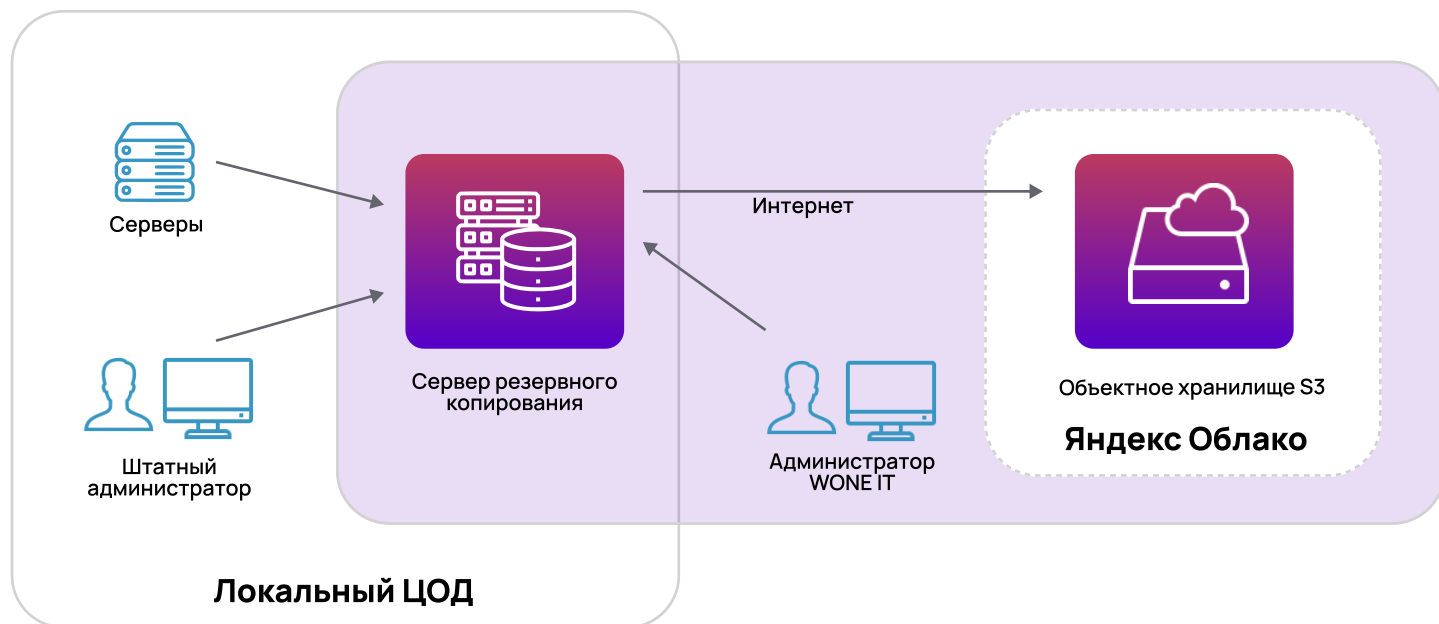 Серверы
Интернет
Сервер резервного
копирования
Объектное хранилище S3
Яндекс Облако
Штатный
администратор
Администратор
WONE IT
Локальный ЦОД